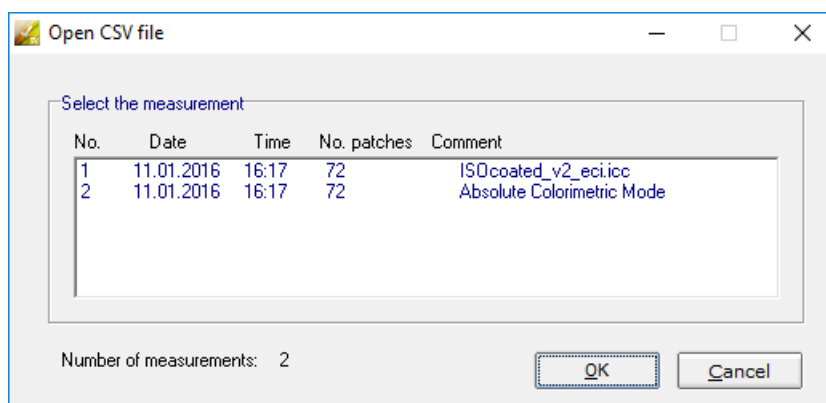 Open CSV file
Select the measurement
No. Date Time No. patches Comment
1 11.01.2016 16:17 72 ISOcoated_v2_eci.icc
2 11.01.2016 16:17 72 Absolute Colorimetric Mode
Number of measurements: 2
OK Cancel